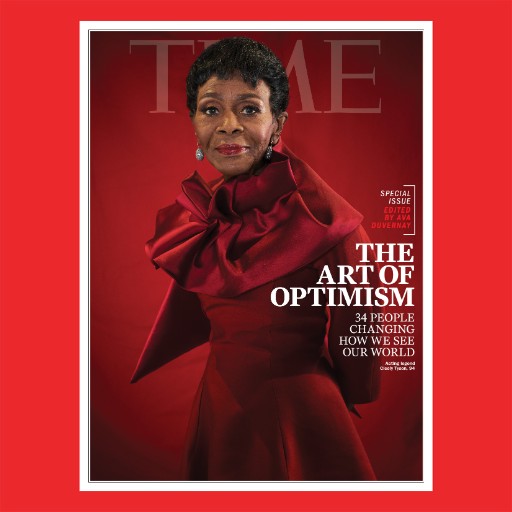 TIME
SPECIAL
ISSUE
EDITED
BY AVA
DUVERNAY
THE
ART OF
OPTIMISM
34 PEOPLE
CHANGING
HOW WE SEE
OUR WORLD
Acting legend
Cicely Tyson, 94